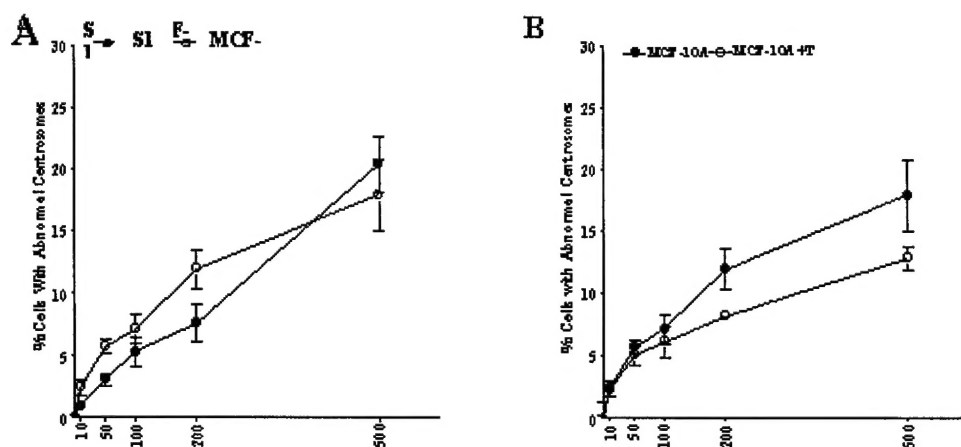 A S1 S1 F- MCF-
30
25
20
15
10
5
0
% Cells With Abnormal Centrosomes
10 50 100 200 500
B
MCF-10A MCF-10A+T
30
25
20
15
10
5
0
% Cells with Abnormal Centrosomes
10 50 100 200 500